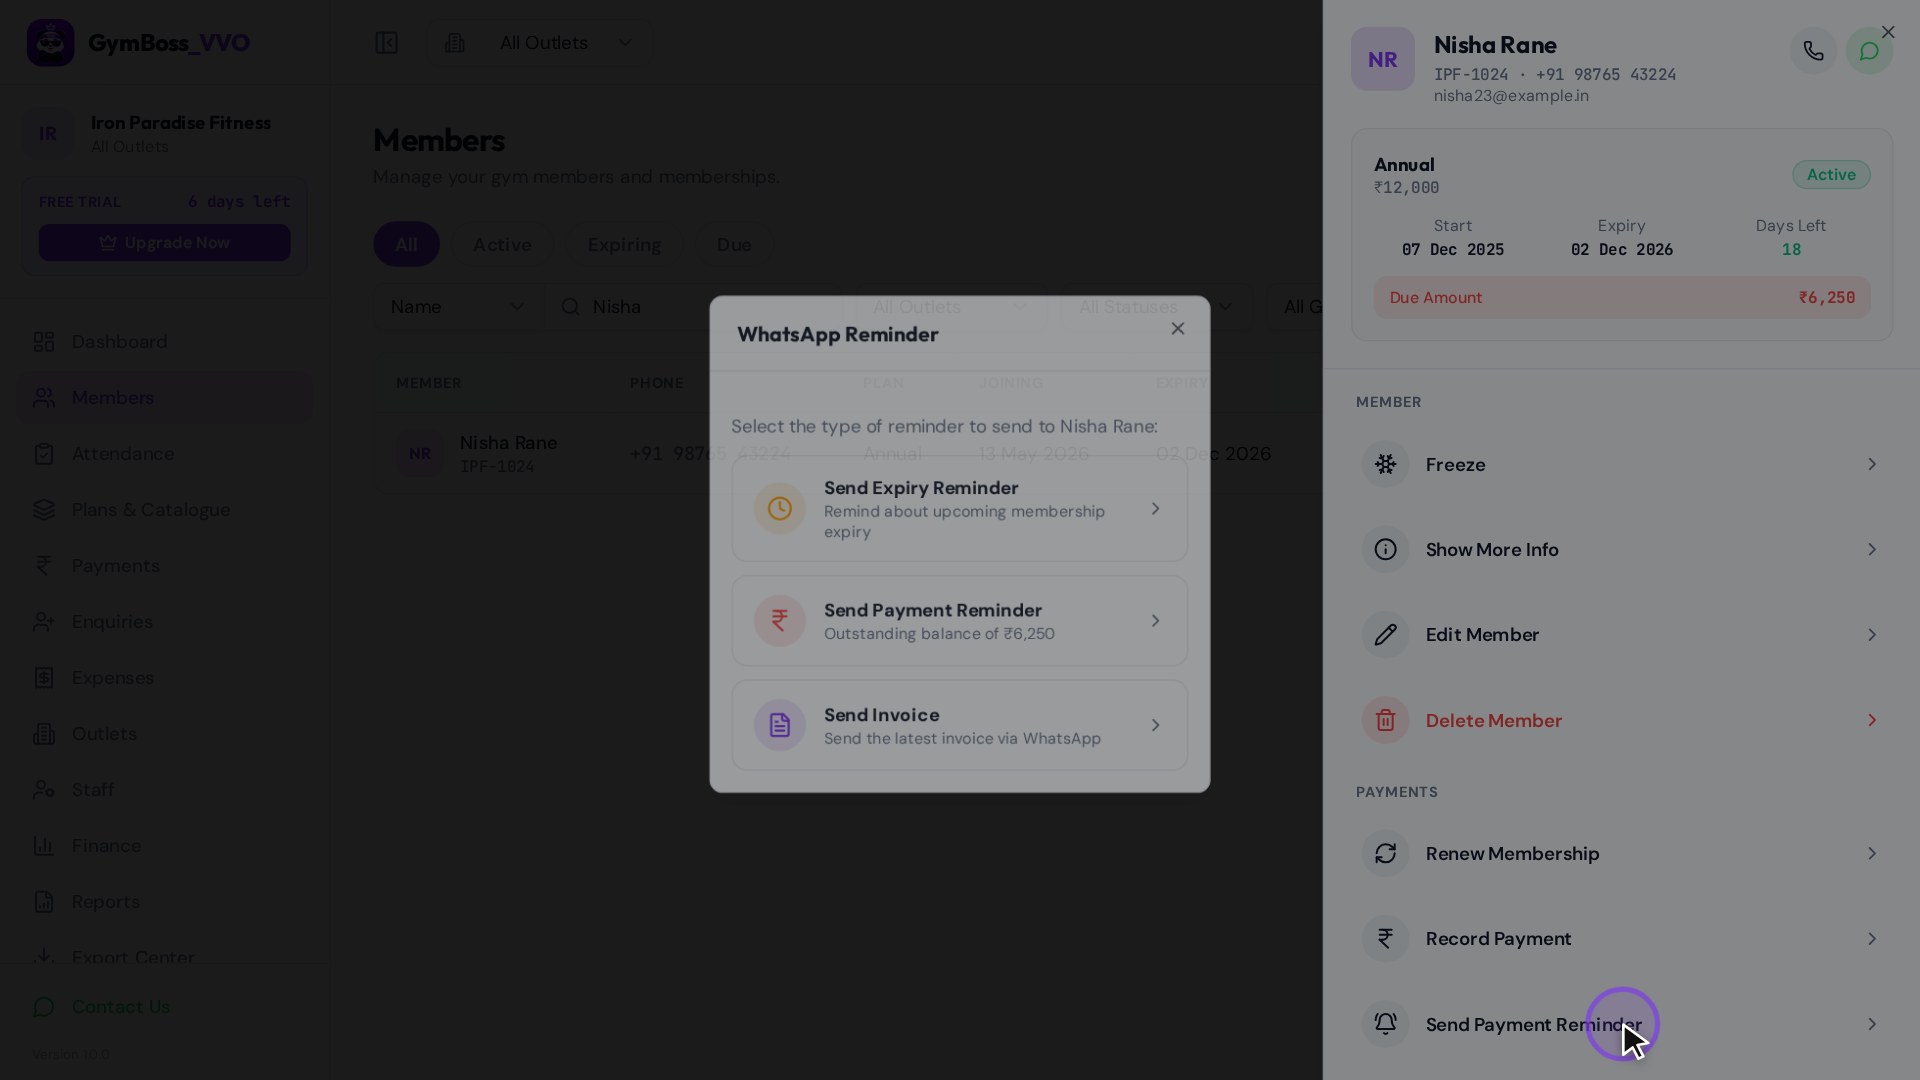 GymBoss_VVO
IR
Iron Paradise Fitness
All Outlets
FREE TRIAL
6 days left
Upgrade Now
Dashboard
Members
Attendance
Plans & Catalogue
Payments
Enquiries
Expenses
Outlets
Staff
Finance
Reports
Export Center
Contact Us
All Outlets
Members
Manage your gym members and memberships.
All
Active
Expiring
Due
Name
Nisha
All Outlets
All Statuses
All G
MEMBER
PHONE
PLAN
JOINING
EXPIRY
NR
Nisha Rane
IPF-1024
+91 98765 43224
Annual
13 May 2026
02 Dec 2026
WhatsApp Reminder
Select the type of reminder to send to Nisha Rane:
Send Expiry Reminder
Remind about upcoming membership
expiry
Send Payment Reminder
Outstanding balance of ₹6,250
Send Invoice
Send the latest invoice via WhatsApp
NR
Nisha Rane
IPF-1024 · +91 98765 43224
nisha23@example.in
Annual
₹12,000
Active
Start
Expiry
Days Left
07 Dec 2025
02 Dec 2026
18
Due Amount
₹6,250
MEMBER
Freeze
Show More Info
Edit Member
Delete Member
PAYMENTS
Renew Membership
Record Payment
Send Payment Reminder